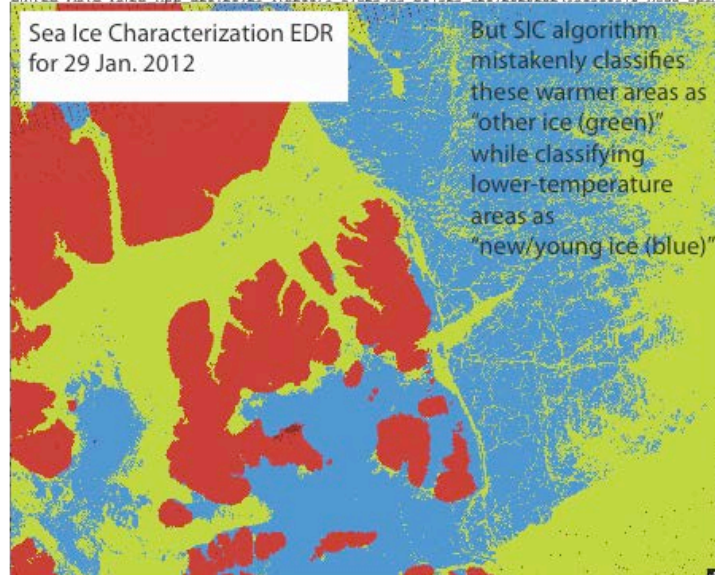 Sea Ice Characterization EDR
for 29 Jan. 2012
But SIC algorithm
mistakenly classifies
these warmer areas as
“other ice (green)”
while classifying
lower-temperature
areas as
“new/young ice (blue)”